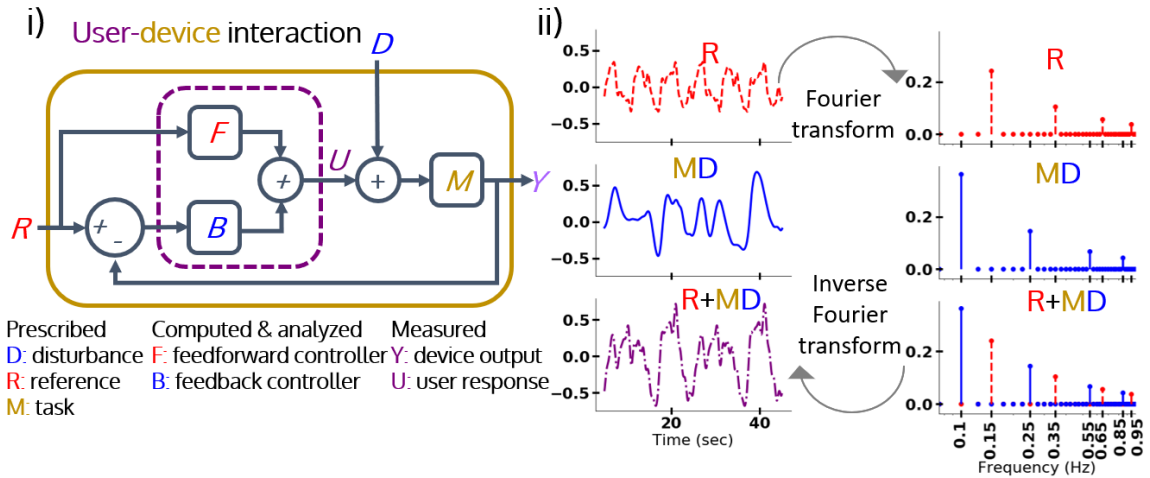 i)
User-device interaction
D
F
U
+
+
M
Y
R
+
-
B
Prescribed
D: disturbance
R: reference
M: task
Computed & analyzed
F: feedforward controller
B: feedback controller
Measured
Y: device output
U: user response
ii)
0.5
0.0
−0.5
R
Fourier
transform
R
0.2
0.0
0.5
0.0
−0.5
MD
MD
0.2
0.0
0.5
0.0
−0.5
R+MD
Inverse
Fourier
transform
R+MD
0.2
0.0
20
40
Time (sec)
0.1
0.15
0.25
0.35
0.55
0.65
0.85
0.95
Frequency (Hz)